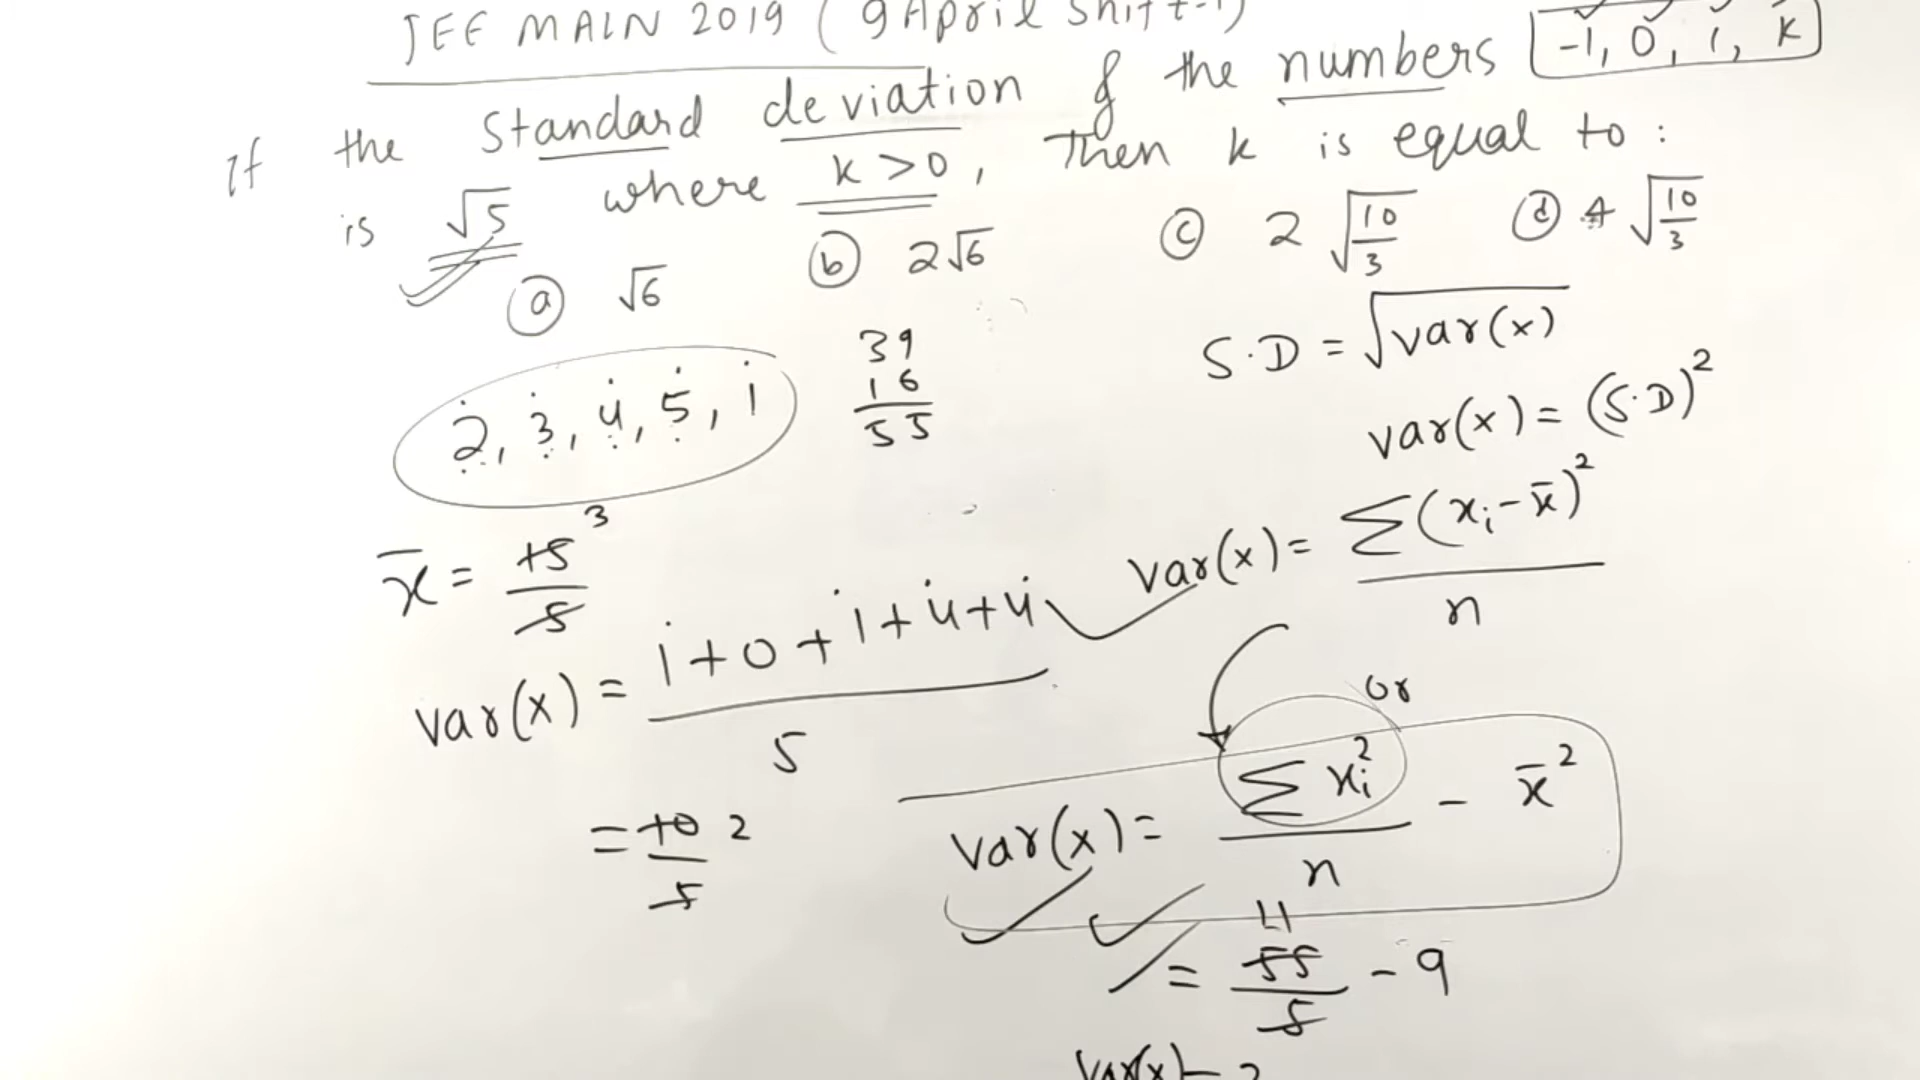 JEE MAIN 2019 ( 9 April Shift-1)
If the standard deviation of the numbers -1, 0, 1, k
is √5 where k > 0, then k is equal to :
(a) √6 (b) 2√6 (c) 2 √(10/3) (d) 4 √(10/3)
2, 3, 4, 5, 1
39
16
55
S.D = √var(x)
var(x) = (S.D)²
x̄ = 15/5 3
var(x) = Σ(xᵢ - x̄)²/n
var(x) = 1+0+1+4+4/5
or
= 10/5 2
var(x) = Σxᵢ²/n - x̄²
11
= 55/5 - 9